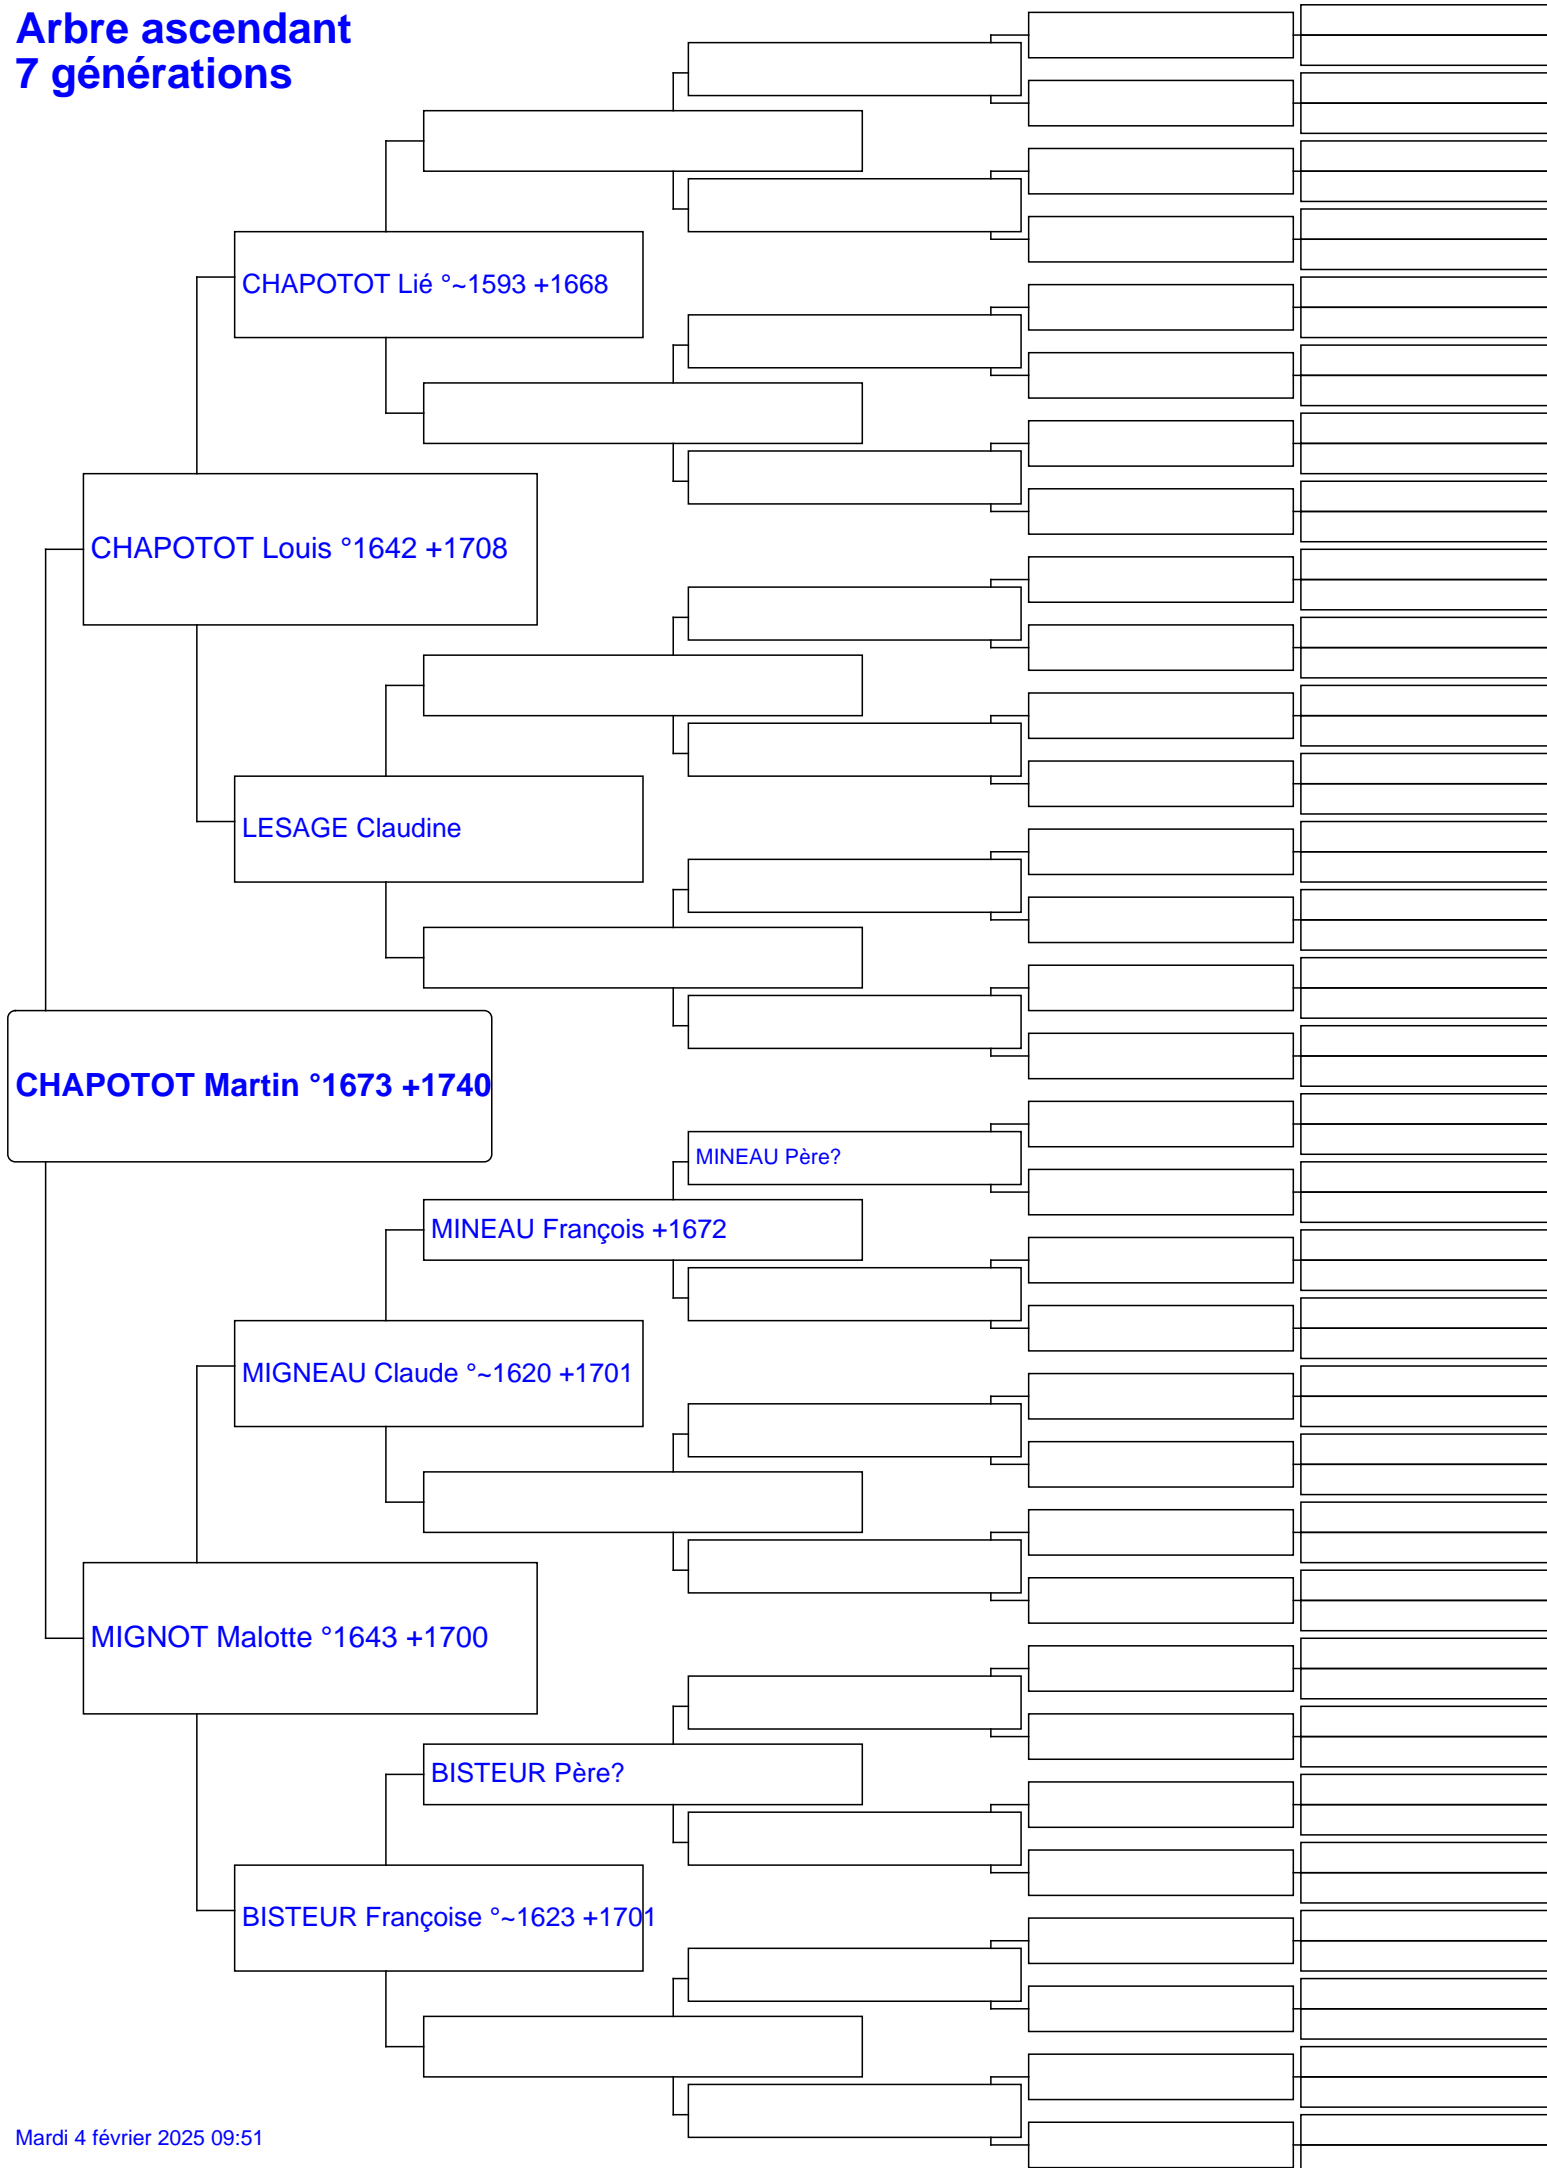 Arbre ascendant
7 générations
CHAPOTOT Lié °~1593 +1668
CHAPOTOT Louis °1642 +1708
LESAGE Claudine
CHAPOTOT Martin °1673 +1740
MINEAU Père?
MINEAU François +1672
MIGNEAU Claude °~1620 +1701
MIGNOT Malotte °1643 +1700
BISTEUR Père?
BISTEUR Françoise °~1623 +1701
Mardi 4 février 2025 09:51